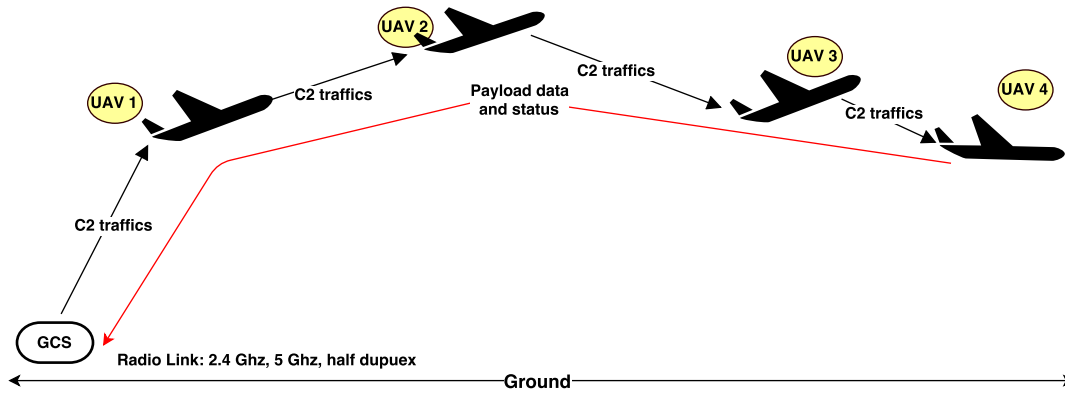 UAV 2
UAV 3
UAV 1
UAV 4
C2 traffics
C2 traffics
Payload data
and status
C2 traffics
C2 traffics
GCS
Radio Link: 2.4 Ghz, 5 Ghz, half dupuex
Ground